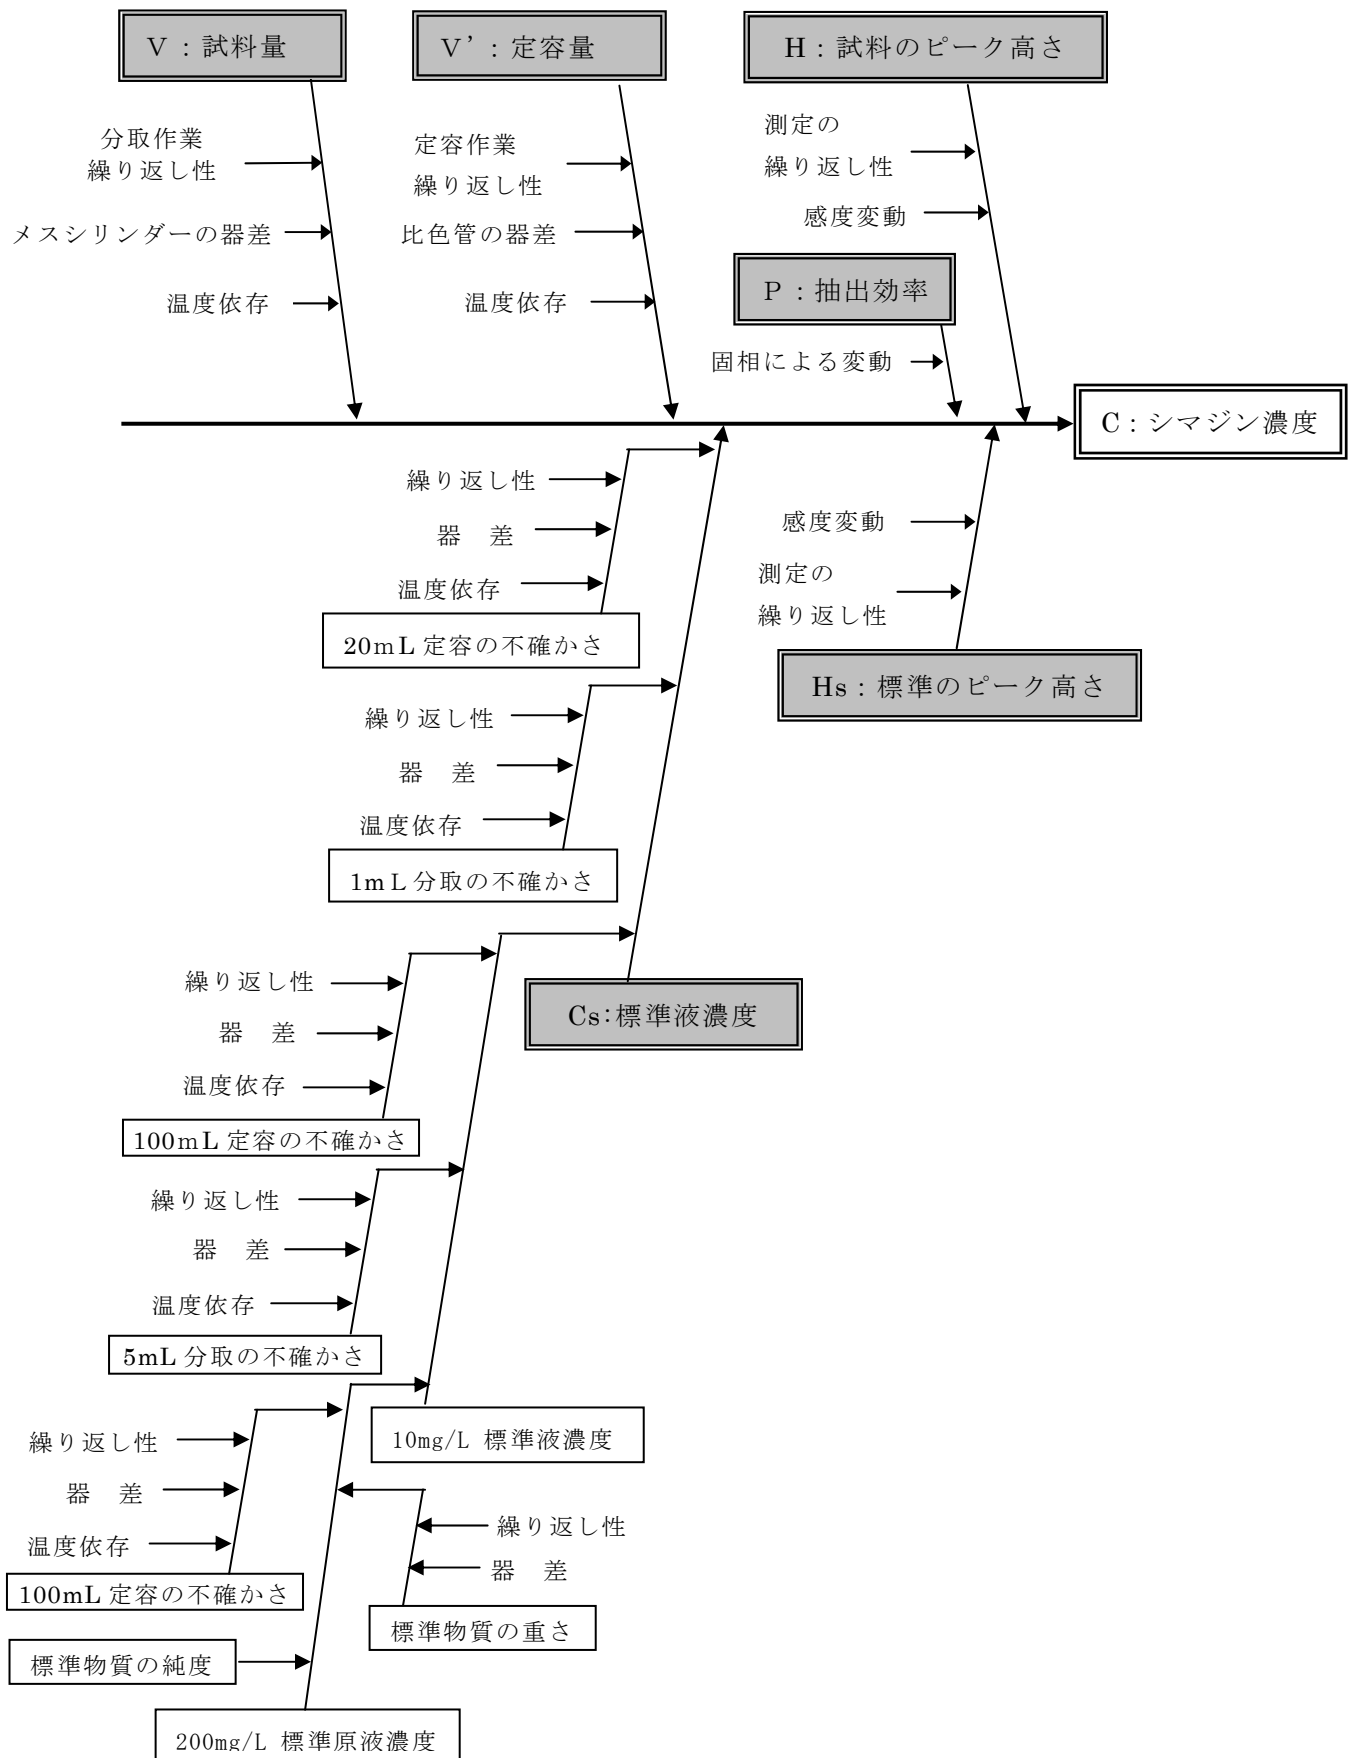 V：試料量
V’：定容量
H：試料のピーク高さ
分取作業
繰り返し性
メスシリンダーの器差
温度依存
定容作業
繰り返し性
比色管の器差
温度依存
測定の
繰り返し性
感度変動
P：抽出効率
固相による変動
C：シマジン濃度
繰り返し性
器　差
温度依存
20mL 定容の不確かさ
感度変動
測定の
繰り返し性
Hs：標準のピーク高さ
繰り返し性
器　差
温度依存
1mL 分取の不確かさ
繰り返し性
器　差
温度依存
100mL 定容の不確かさ
Cs:標準液濃度
繰り返し性
器　差
温度依存
5mL 分取の不確かさ
10mg/L 標準液濃度
繰り返し性
器　差
温度依存
100mL 定容の不確かさ
繰り返し性
器　差
標準物質の重さ
標準物質の純度
200mg/L 標準原液濃度